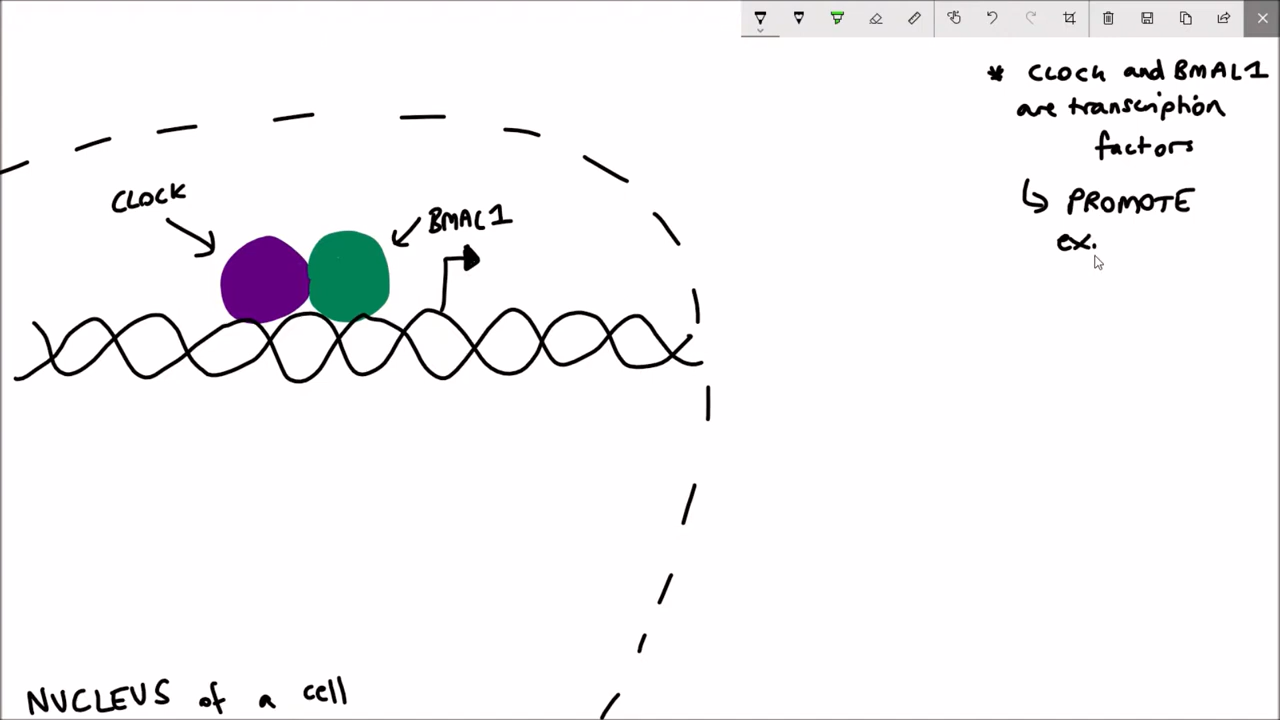 * CLOCK and BMAL1
are transcription
factors
↳ PROMOTE
ex.
CLOCK
BMAL1
NUCLEUS of a cell